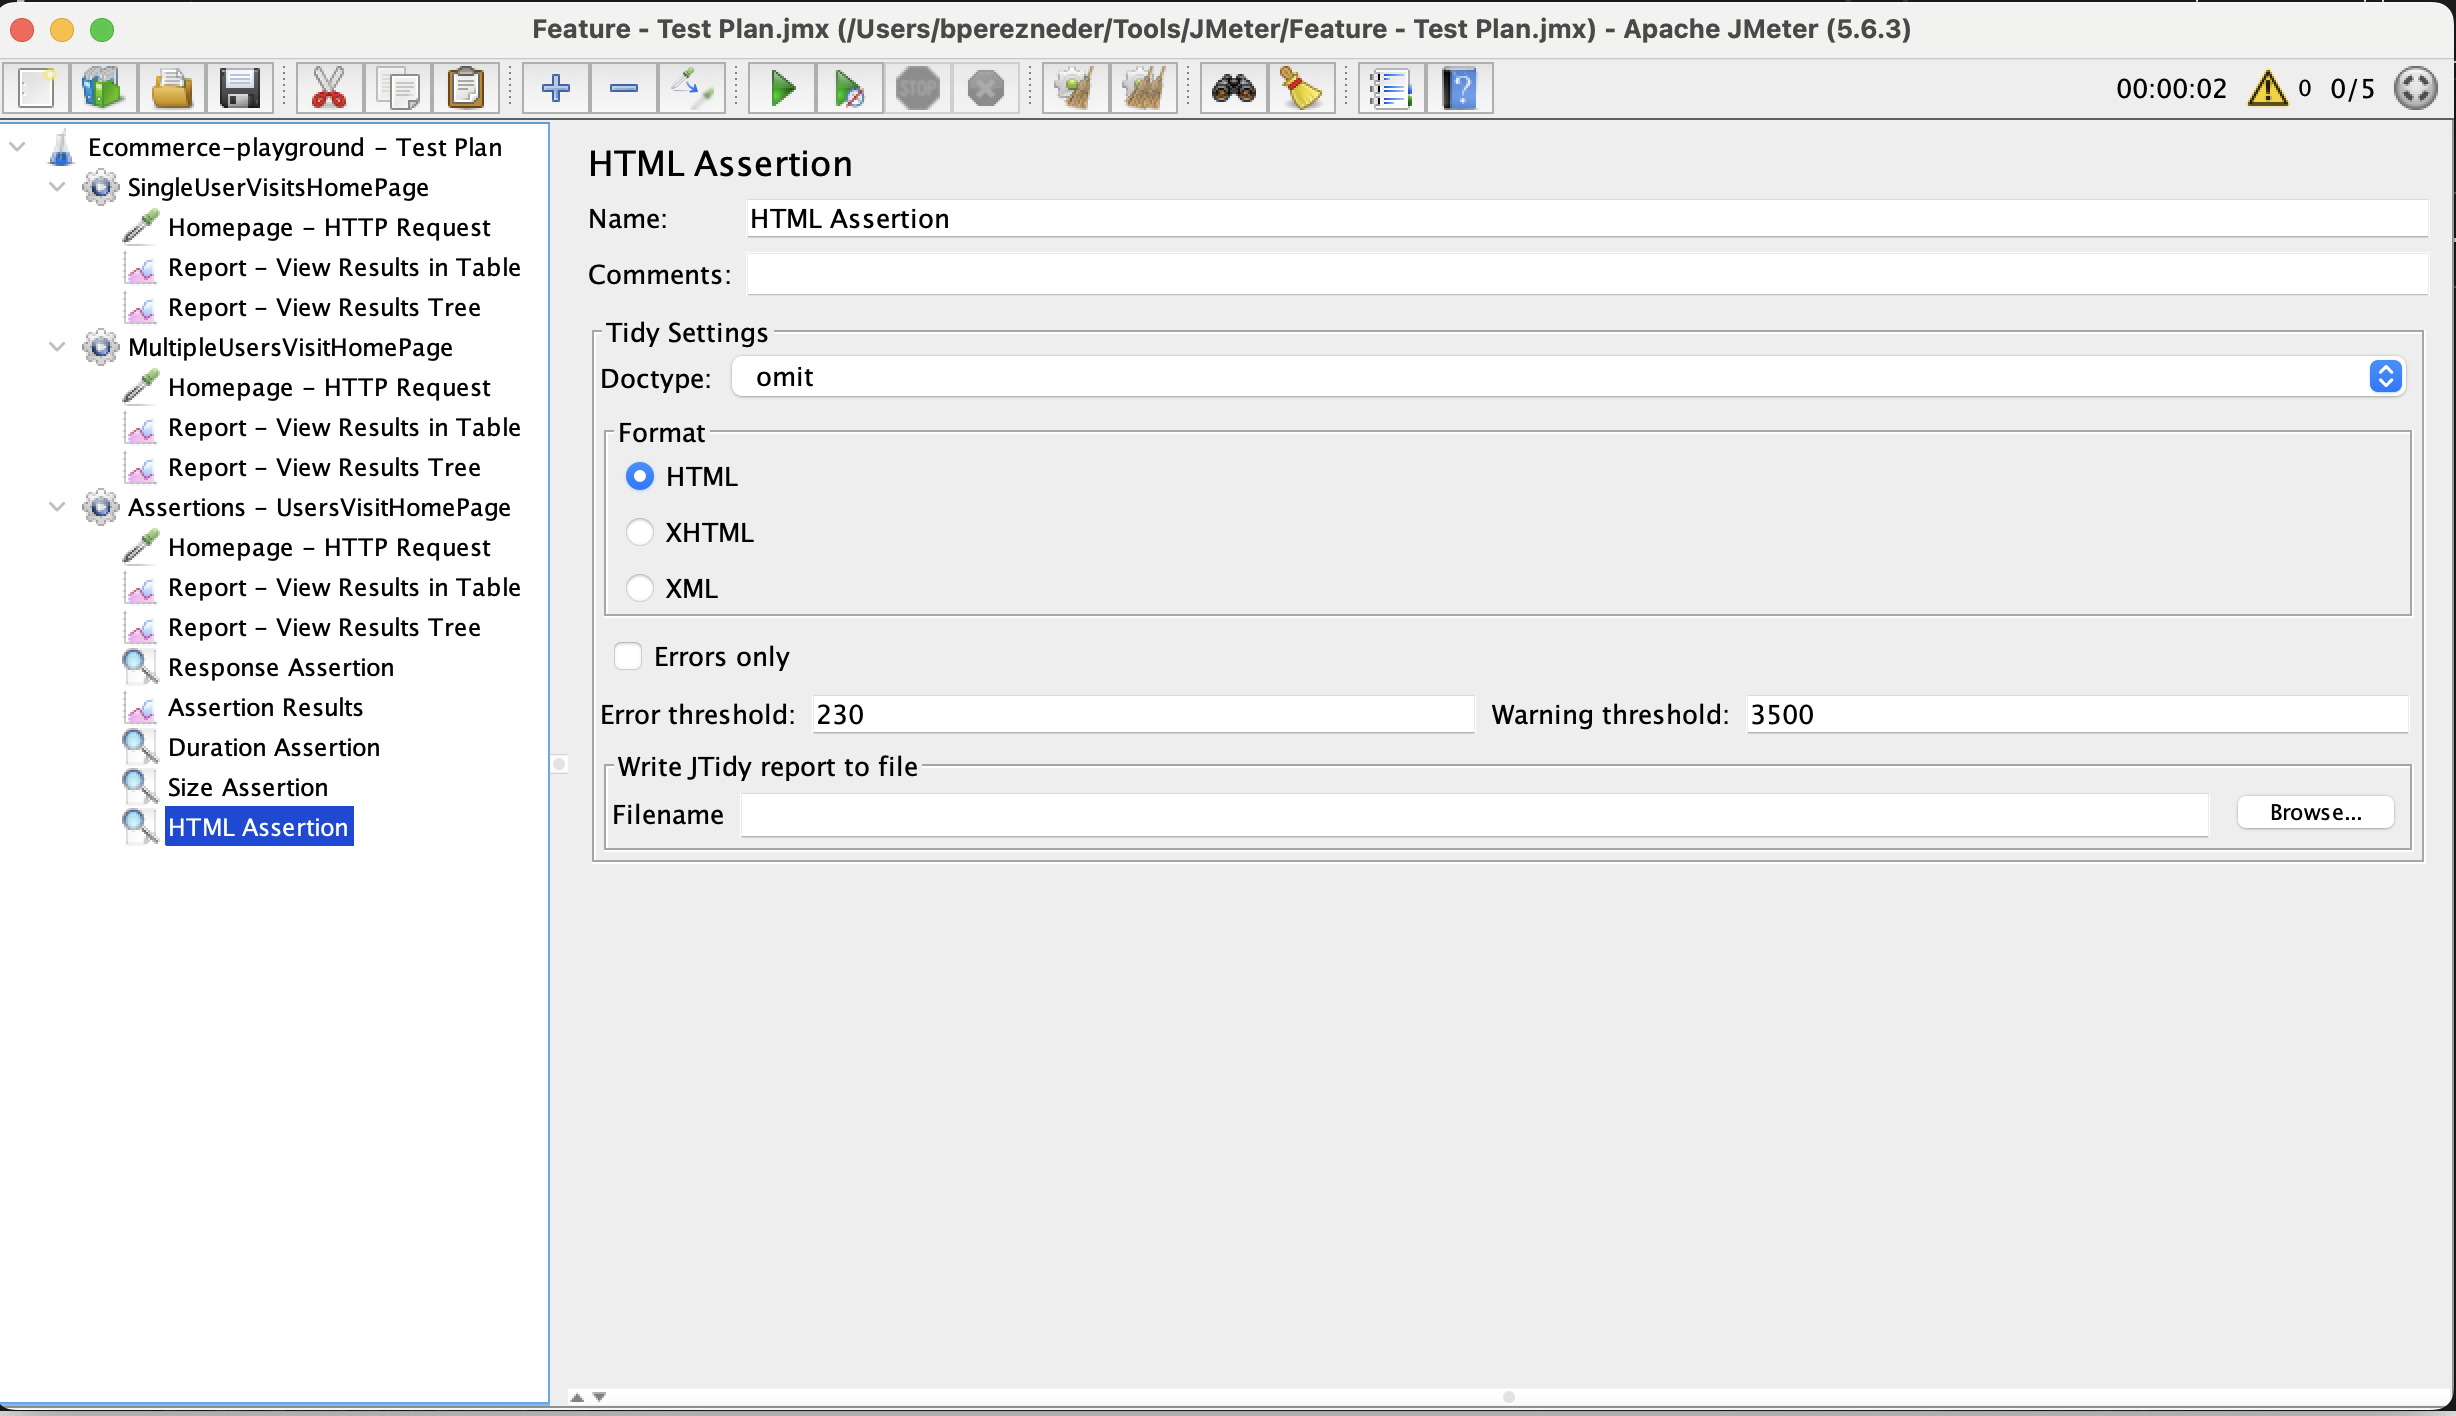 Feature - Test Plan.jmx (/Users/bperezneder/Tools/JMeter/Feature - Test Plan.jmx) - Apache JMeter (5.6.3)
STOP
?
00:00:02 0 0/5
Ecommerce-playground - Test Plan
SingleUserVisitsHomePage
Homepage - HTTP Request
Report - View Results in Table
Report - View Results Tree
MultipleUsersVisitHomePage
Homepage - HTTP Request
Report - View Results in Table
Report - View Results Tree
Assertions - UsersVisitHomePage
Homepage - HTTP Request
Report - View Results in Table
Report - View Results Tree
Response Assertion
Assertion Results
Duration Assertion
Size Assertion
HTML Assertion
HTML Assertion
Name: HTML Assertion
Comments:
Tidy Settings
Doctype: omit
Format
HTML
XHTML
XML
Errors only
Error threshold: 230 Warning threshold: 3500
Write JTidy report to file
Filename Browse...